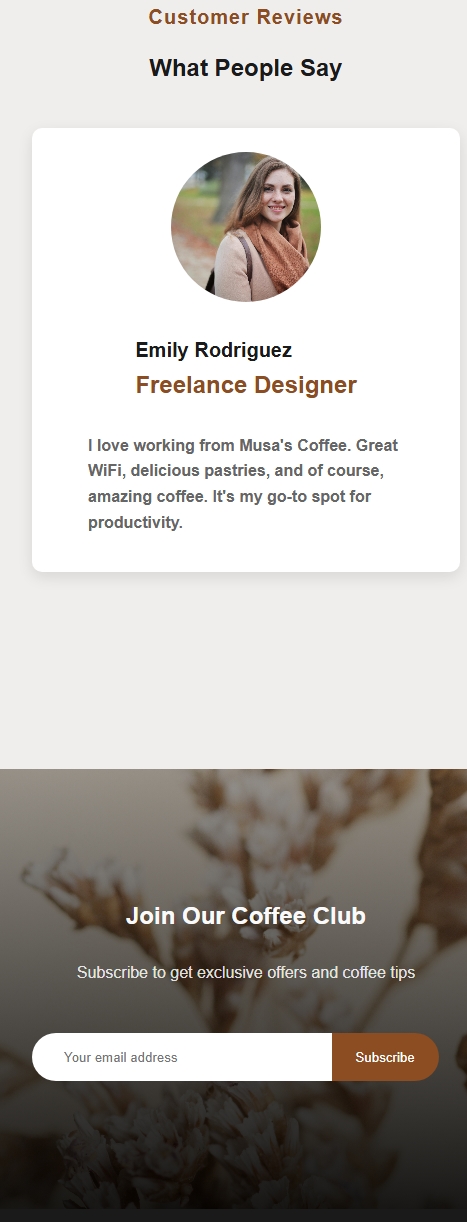 Customer Reviews
What People Say
Emily Rodriguez
Freelance Designer
I love working from Musa's Coffee. Great
WiFi, delicious pastries, and of course,
amazing coffee. It's my go-to spot for
productivity.
Join Our Coffee Club
Subscribe to get exclusive offers and coffee tips
Your email address
Subscribe